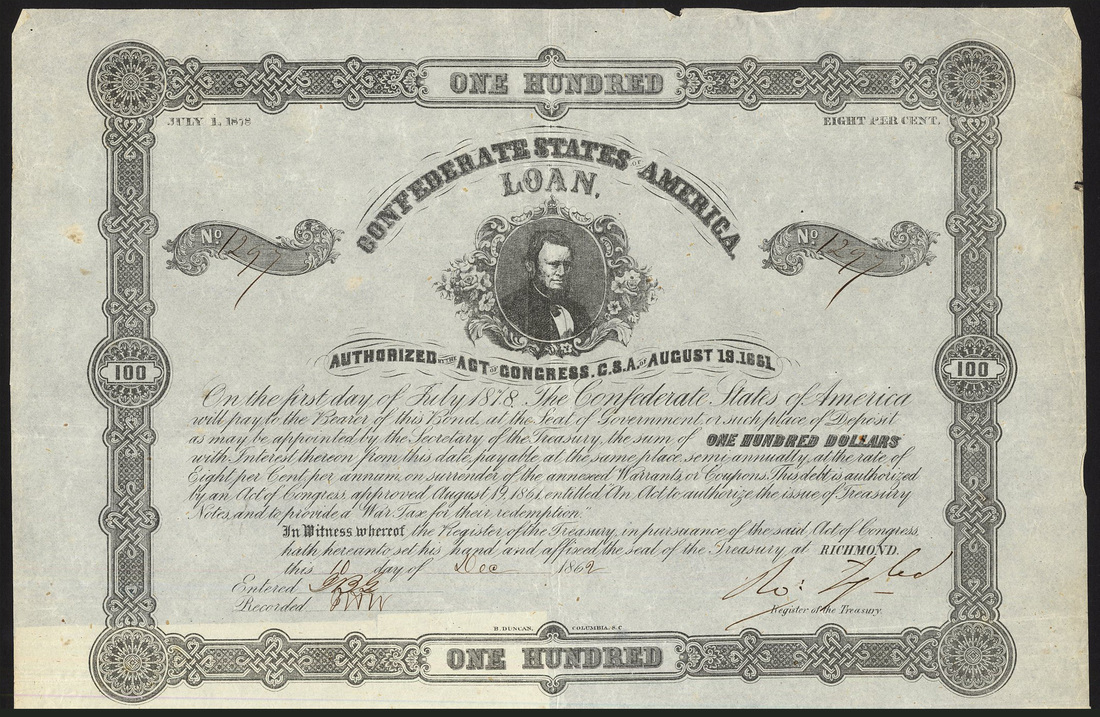 ONE HUNDRED
JULY 1, 1878
EIGHT PER CENT.
CONFEDERATE STATES OF AMERICA
LOAN,
No. 1297
No. 1297
AUTHORIZED BY THE ACT OF CONGRESS, C.S.A. OF AUGUST 19, 1861.
100
100
On the first day of July 1878 The Confederate States of America
will pay to the Bearer of this Bond, at the Seat of Government, or such place of Deposit
as may be appointed by the Secretary of the Treasury, the sum of ONE HUNDRED DOLLARS
with Interest thereon from this date, payable at the same place semi-annually, at the rate of
Eight per Cent per annum, on surrender of the annexed Warrants, or Coupons. This debt is authorized
by an Act of Congress, approved August 19, 1861, entitled "An Act to authorize the issue of Treasury
Notes, and to provide a War Tax for their redemption."
In Witness whereof the Register of the Treasury, in pursuance of the said Act of Congress,
hath hereunto set his hand and affixed the seal of the Treasury at RICHMOND.
this 10 day of Dec 1862
Entered
Recorded
Ro: Tyler
Register of the Treasury.
B. DUNCAN, COLUMBIA, S.C
ONE HUNDRED